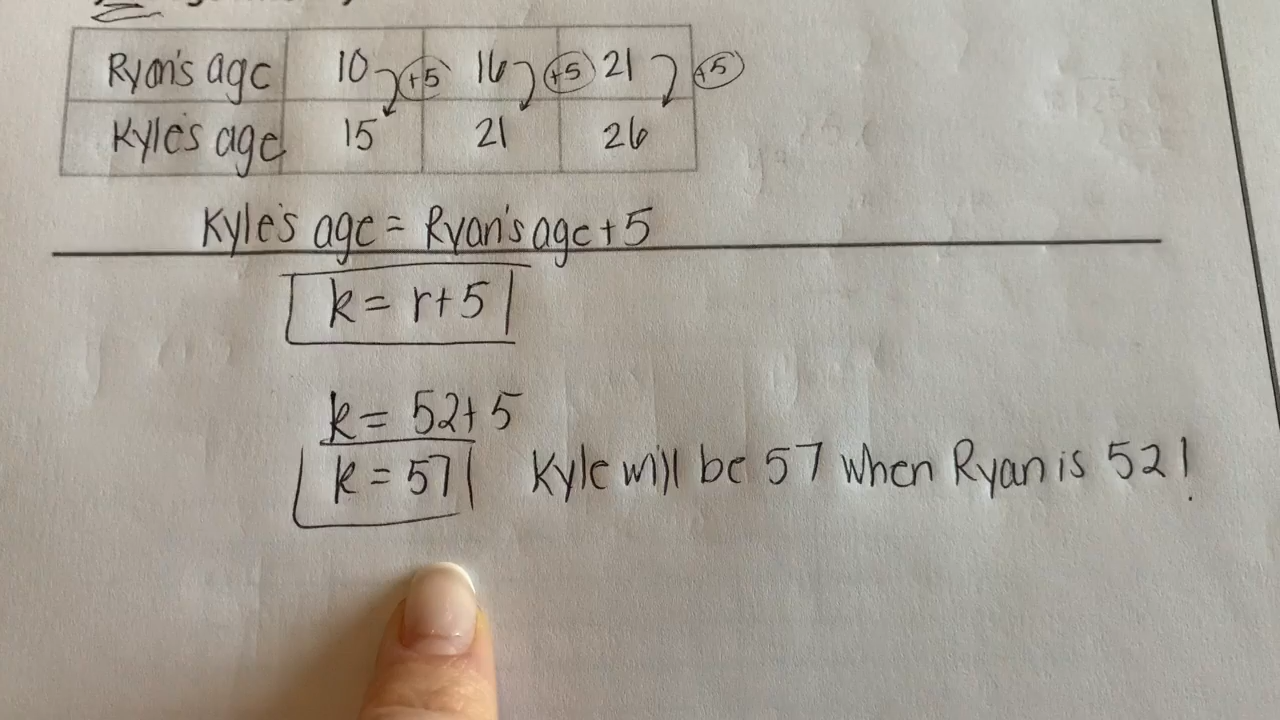 Ryan's age 10 +5 16 +5 21 +5
Kyle's age 15 21 26
Kyle's age = Ryan's age + 5
k = r + 5
k = 52 + 5
k = 57 Kyle will be 57 when Ryan is 52!